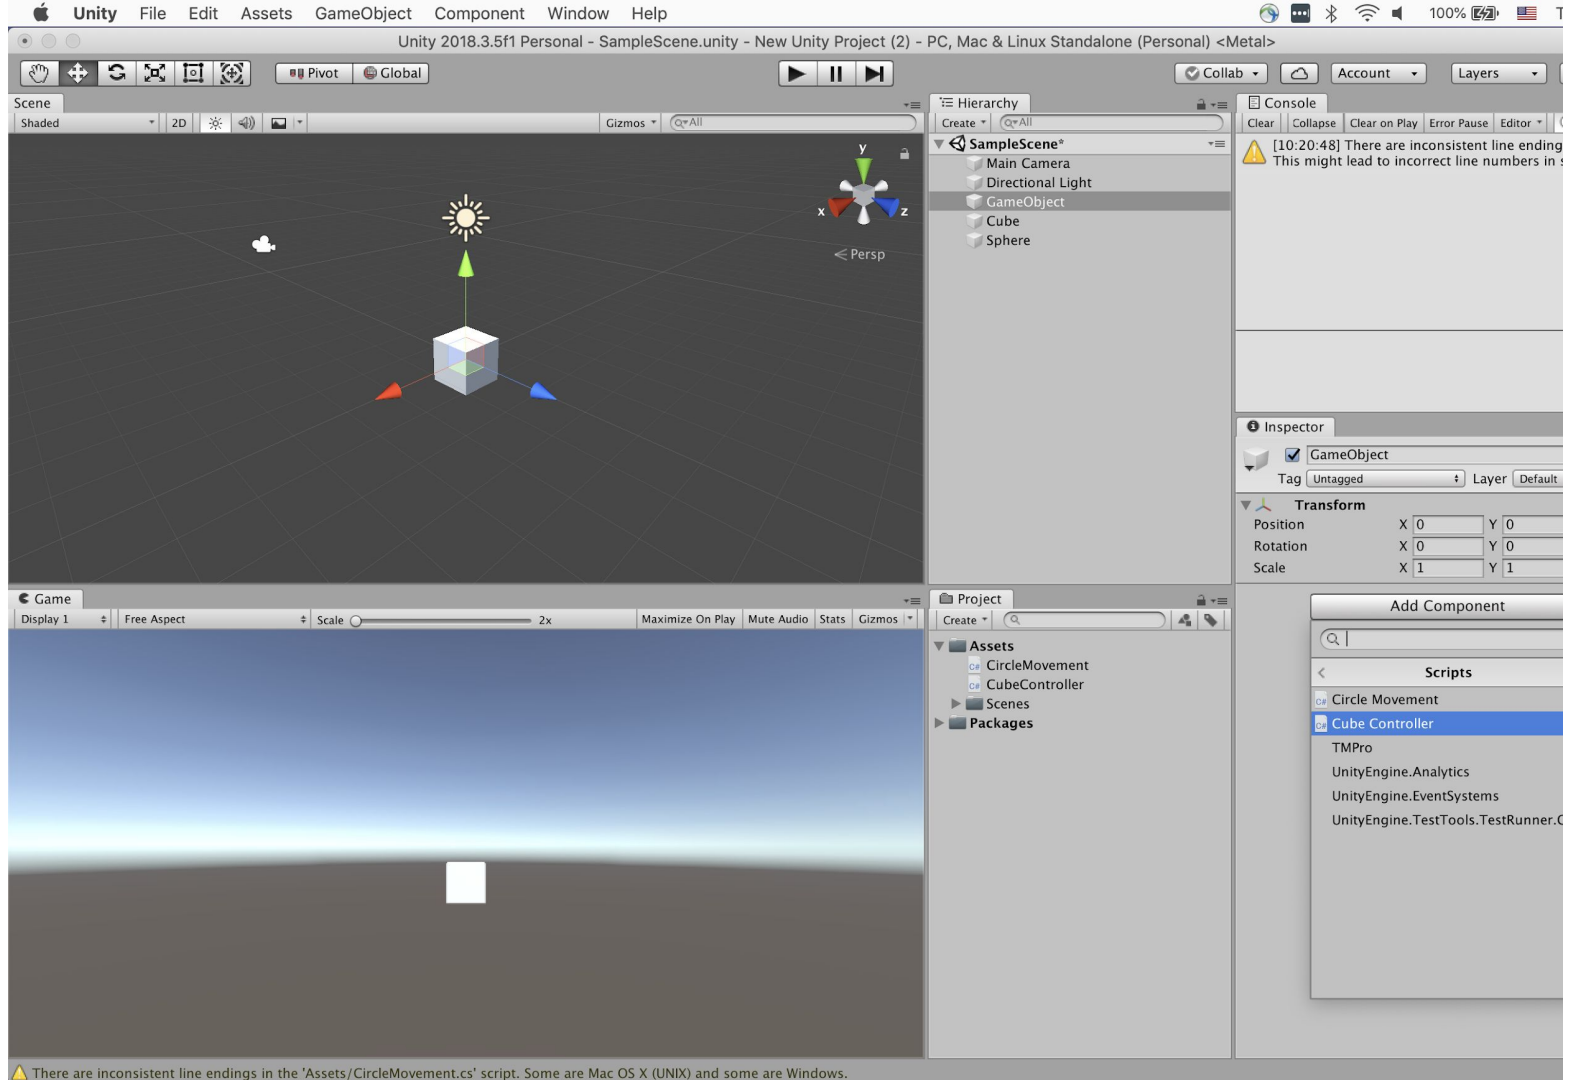 Unity File Edit Assets GameObject Component Window Help 100%
Unity 2018.3.5f1 Personal - SampleScene.unity - New Unity Project (2) - PC, Mac & Linux Standalone (Personal) <Metal>
Pivot Global Collab Account Layers
Scene
Shaded 2D Gizmos All
y
x z
Persp
Hierarchy
Create All
SampleScene*
Main Camera
Directional Light
GameObject
Cube
Sphere
Console
Clear Collapse Clear on Play Error Pause Editor
[10:20:48] There are inconsistent line ending
This might lead to incorrect line numbers in s
Inspector
GameObject
Tag Untagged Layer Default
Transform
Position X 0 Y 0
Rotation X 0 Y 0
Scale X 1 Y 1
Add Component
Scripts
C# Circle Movement
C# Cube Controller
TMPro
UnityEngine.Analytics
UnityEngine.EventSystems
UnityEngine.TestTools.TestRunner.C
Game
Display 1 Free Aspect Scale 2x Maximize On Play Mute Audio Stats Gizmos
Project
Create
Assets
C# CircleMovement
C# CubeController
Scenes
Packages
There are inconsistent line endings in the 'Assets/CircleMovement.cs' script. Some are Mac OS X (UNIX) and some are Windows.